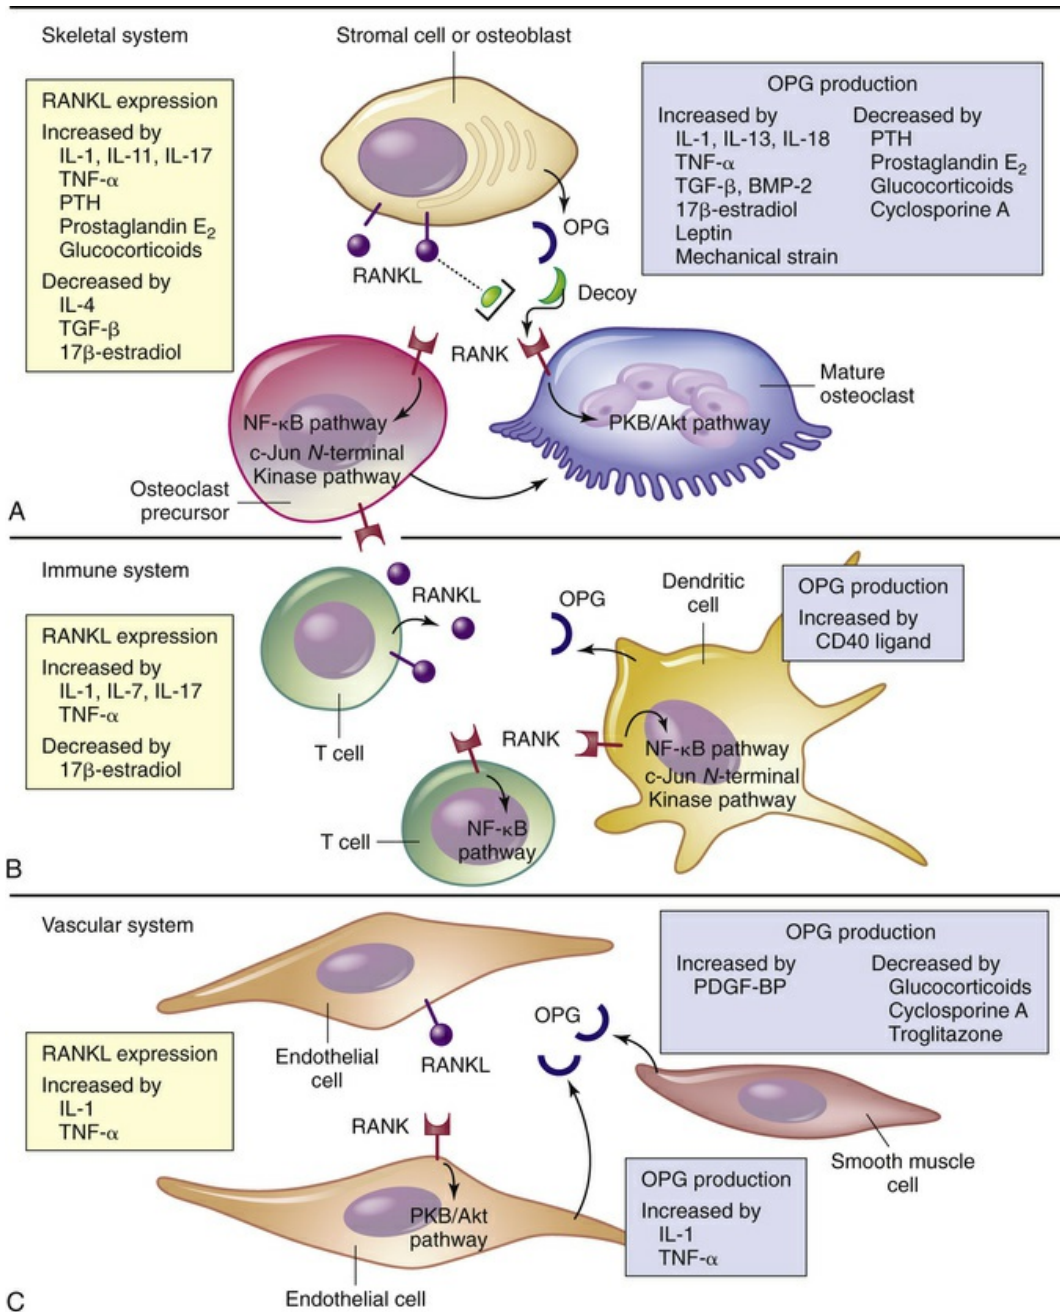 Skeletal system
Stromal cell or osteoblast
RANKL expression
Increased by
IL-1, IL-11, IL-17
TNF-α
PTH
Prostaglandin E₂
Glucocorticoids
Decreased by
IL-4
TGF-β
17β-estradiol
OPG production
Increased by
IL-1, IL-13, IL-18
TNF-α
TGF-β, BMP-2
17β-estradiol
Leptin
Mechanical strain
Decreased by
PTH
Prostaglandin E₂
Glucocorticoids
Cyclosporine A
OPG
RANKL
Decoy
RANK
Mature
osteoclast
NF-κB pathway
c-Jun N-terminal
Kinase pathway
PKB/Akt pathway
Osteoclast
precursor
A
Immune system
RANKL expression
Increased by
IL-1, IL-7, IL-17
TNF-α
Decreased by
17β-estradiol
RANKL
T cell
OPG
Dendritic
cell
OPG production
Increased by
CD40 ligand
RANK
NF-κB pathway
c-Jun N-terminal
Kinase pathway
T cell
NF-κB
pathway
B
Vascular system
OPG production
Increased by
PDGF-BP
Decreased by
Glucocorticoids
Cyclosporine A
Troglitazone
RANKL expression
Increased by
IL-1
TNF-α
Endothelial
cell
RANKL
OPG
RANK
PKB/Akt
pathway
Smooth muscle
cell
OPG production
Increased by
IL-1
TNF-α
Endothelial cell
C